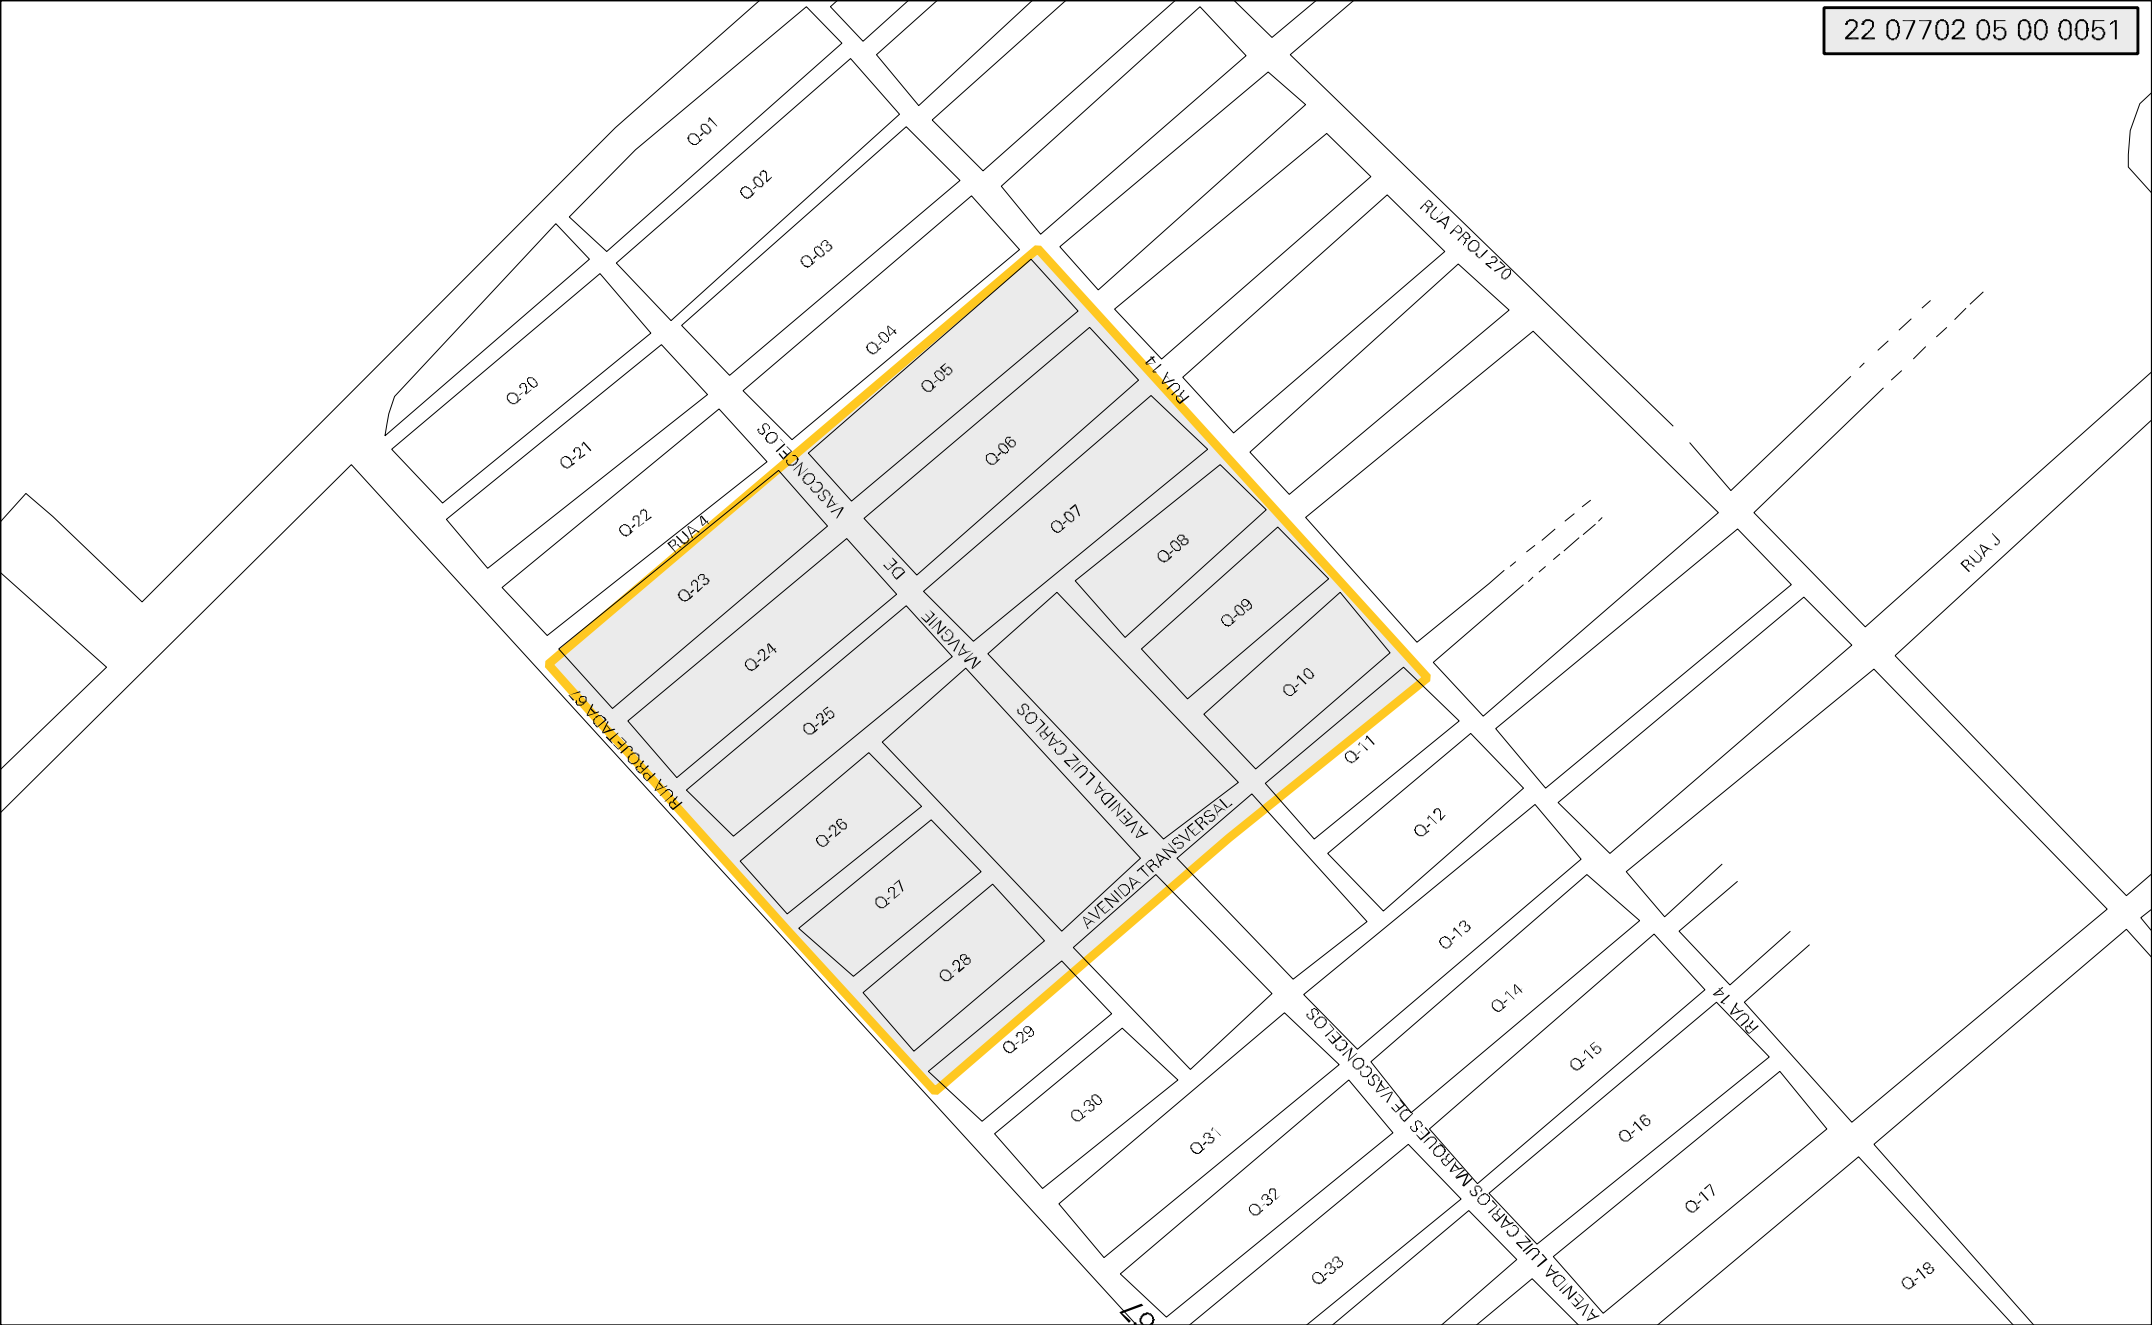 22 07702 05 00 0051
Q-01
Q-02
Q-03
Q-04
RUA PROJ 270
Q-20
Q-21
Q-22
RUA 4
VASCONCELOS
DE
MAVGNIE
AVENIDA LUIZ CARLOS
RUA 14
Q-05
Q-06
Q-07
Q-08
Q-09
Q-10
Q-23
Q-24
Q-25
Q-26
Q-27
Q-28
RUA PROJETADA 67
AVENIDA TRANSVERSAL
RUA J
Q-11
Q-12
Q-13
Q-14
Q-15
Q-16
Q-17
Q-18
RUA 14
Q-29
Q-30
Q-31
Q-32
Q-33
AVENIDA LUIZ CARLOS MARQUES DE VASCONCELOS
67